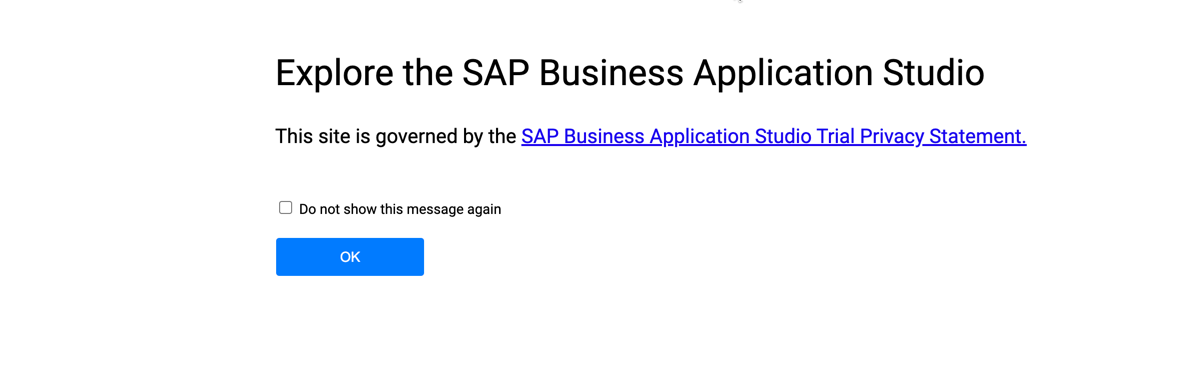 Explore the SAP Business Application Studio
This site is governed by the SAP Business Application Studio Trial Privacy Statement.
Do not show this message again
OK